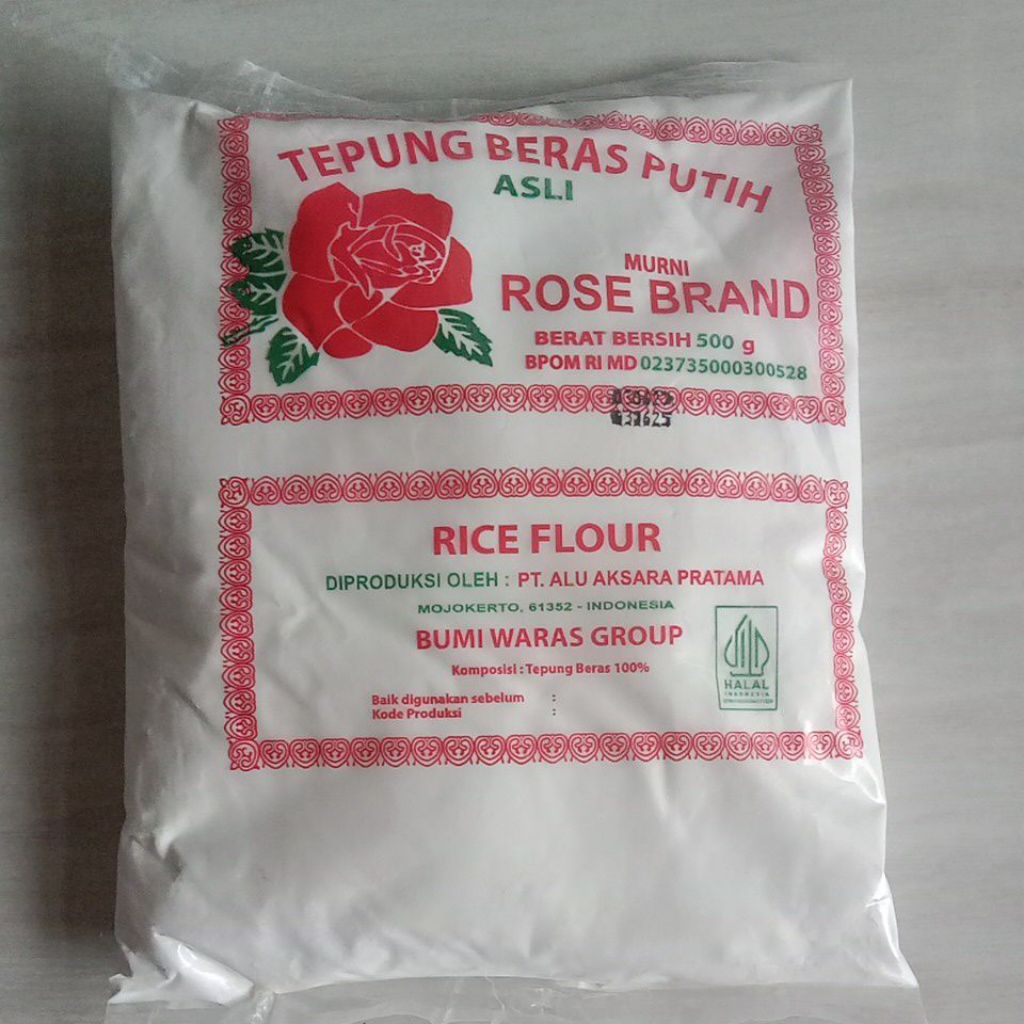 TEPUNG BERAS PUTIH
ASLI
MURNI
ROSE BRAND
BERAT BERSIH 500 g
BPOM RI MD 023735000300528
RICE FLOUR
DIPRODUKSI OLEH : PT. ALU AKSARA PRATAMA
MOJOKERTO, 61352 - INDONESIA
BUMI WARAS GROUP
Komposisi : Tepung Beras 100%
HALAL
INDONESIA
Baik digunakan sebelum :
Kode Produksi :